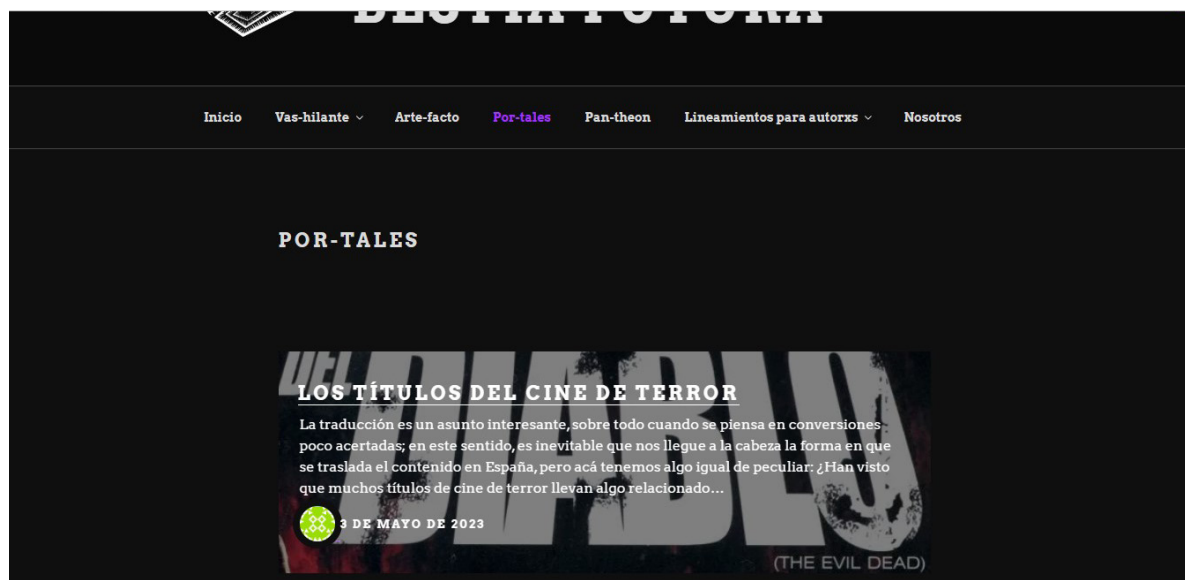 BESTIA FUTURA
Inicio Vas-hilante Arte-facto Por-tales Pan-theon Lineamientos para autorxs Nosotros
POR-TALES
DEL DIABLO
LOS TÍTULOS DEL CINE DE TERROR
La traducción es un asunto interesante, sobre todo cuando se piensa en conversiones
poco acertadas; en este sentido, es inevitable que nos llegue a la cabeza la forma en que
se traslada el contenido en España, pero acá tenemos algo igual de peculiar: ¿Han visto
que muchos títulos de cine de terror llevan algo relacionado...
3 DE MAYO DE 2023
(THE EVIL DEAD)